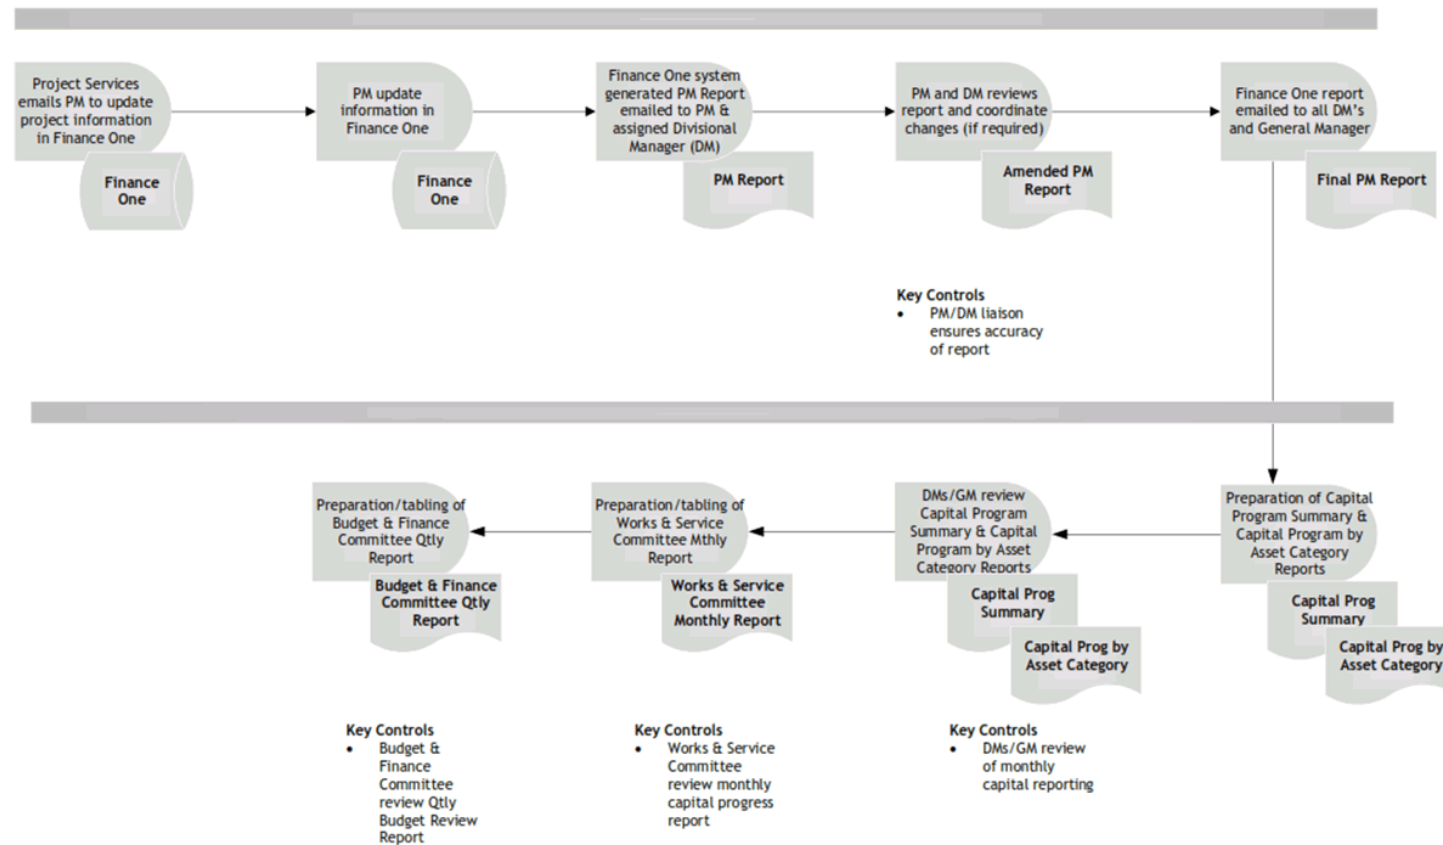 Project Services
emails PM to update
project information
in Finance One
Finance
One
PM update
information in
Finance One
Finance
One
Finance One system
generated PM Report
emailed to PM &
assigned Divisional
Manager (DM)
PM Report
PM and DM reviews
report and coordinate
changes (if required)
Amended PM
Report
Finance One report
emailed to all DM's
and General Manager
Final PM Report
Key Controls
• PM/DM liaison
ensures accuracy
of report
Preparation/tabling of
Budget & Finance
Committee Qtly
Report
Budget & Finance
Committee Qtly
Report
Preparation/tabling of
Works & Service
Committee Mthly
Report
Works & Service
Committee
Monthly Report
DMs/GM review
Capital Program
Summary & Capital
Program by Asset
Category Reports
Capital Prog
Summary
Capital Prog by
Asset Category
Preparation of Capital
Program Summary &
Capital Program by
Asset Category
Reports
Capital Prog
Summary
Capital Prog by
Asset Category
Key Controls
• Budget &
Finance
Committee
review Qtly
Budget Review
Report
Key Controls
• Works & Service
Committee
review monthly
capital progress
report
Key Controls
• DMs/GM review
of monthly
capital reporting